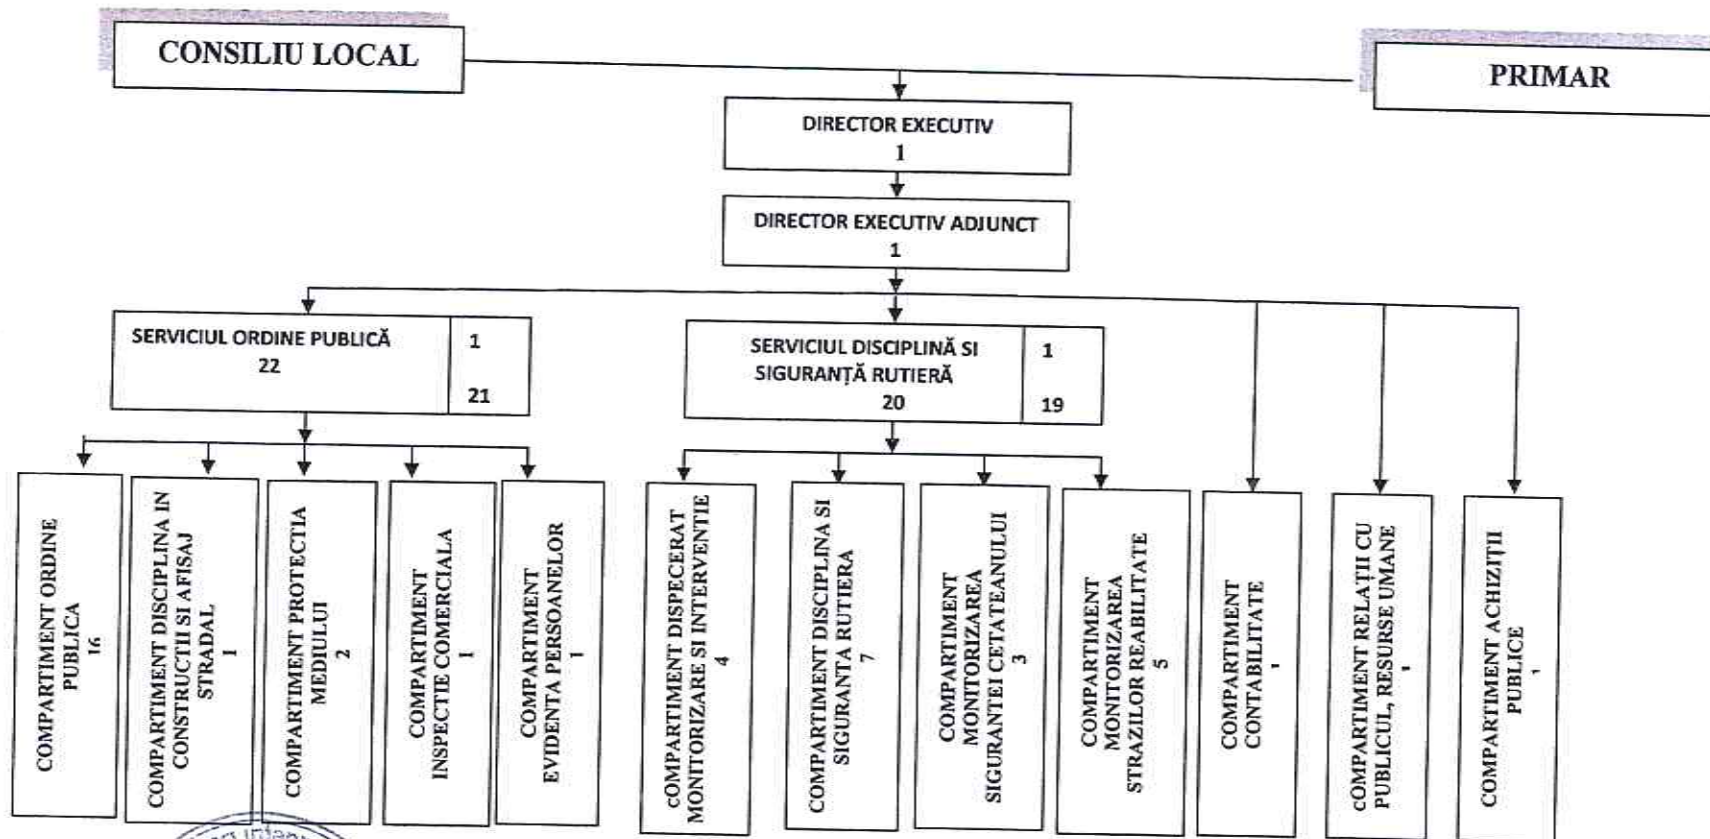 CONSILIU LOCAL
PRIMAR
DIRECTOR EXECUTIV
1
DIRECTOR EXECUTIV ADJUNCT
1
SERVICIUL ORDINE PUBLICĂ
22
1
21
SERVICIUL DISCIPLINĂ SI
SIGURANȚĂ RUTIERĂ
20
1
19
COMPARTIMENT ORDINE
PUBLICA
16
COMPARTIMENT DISCIPLINA IN
CONSTRUCTII SI AFISAJ
STRADAL
1
COMPARTIMENT PROTECTIA
MEDIULUI
2
COMPARTIMENT
INSPECTIE COMERCIALA
1
COMPARTIMENT
EVIDENTA PERSOANELOR
1
cOMPARTIMENT DISPECERAT
MONITORIZARE SI INTERVENTIE
4
COMPARTIMENT DISCIPLINA SI
SIGURANTA RUTIERA
7
COMPARTIMENT
MONITORIZAREA
SIGURANTEI CETATEANULUI
3
COMPARTIMENT
MONITORIZAREA
STRAZILOR REABILITATE
5
COMPARTIMENT
CONTABILITATE
1
cOMPARTIMENT RELAȚII CU
PUBLICUL, RESURSE UMANE
1
COMPARTIMENT ACHIZIȚII
PUBLICE
1